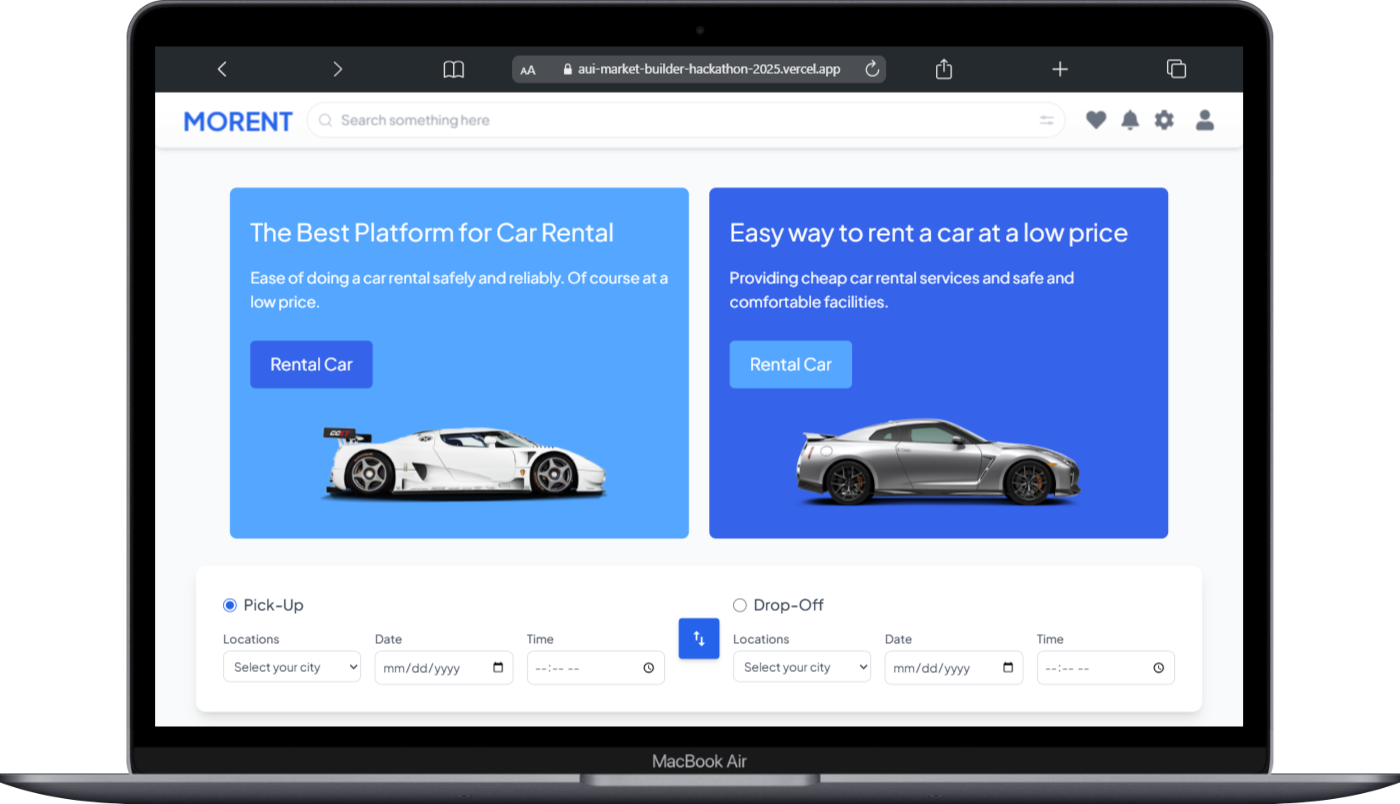 AA aui-market-builder-hackathon-2025.vercel.app
MORENT Search something here
The Best Platform for Car Rental
Ease of doing a car rental safely and reliably. Of course at a
low price.
Rental Car
Easy way to rent a car at a low price
Providing cheap car rental services and safe and
comfortable facilities.
Rental Car
Pick-Up
Locations Date Time
Select your city mm/dd/yyyy --:-- --
Drop-Off
Locations Date Time
Select your city mm/dd/yyyy --:-- --
MacBook Air